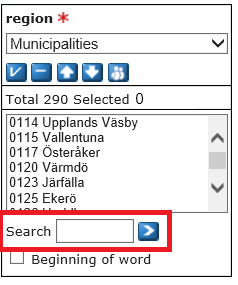 region *
Municipalities
Total 290 Selected 0
0114 Upplands Väsby
0115 Vallentuna
0117 Österåker
0120 Värmdö
0123 Järfälla
0125 Ekerö
Search
Beginning of word